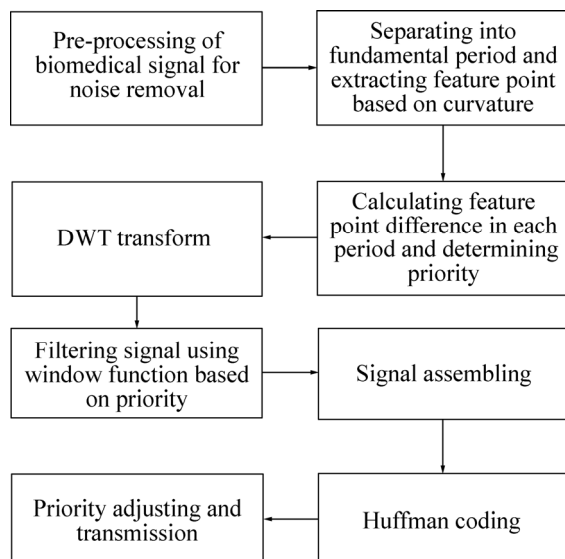 Pre-processing of
biomedical signal for
noise removal
Separating into
fundamental period and
extracting feature point
based on curvature
Calculating feature
point difference in each
period and determining
priority
DWT transform
Filtering signal using
window function based
on priority
Signal assembling
Huffman coding
Priority adjusting and
transmission